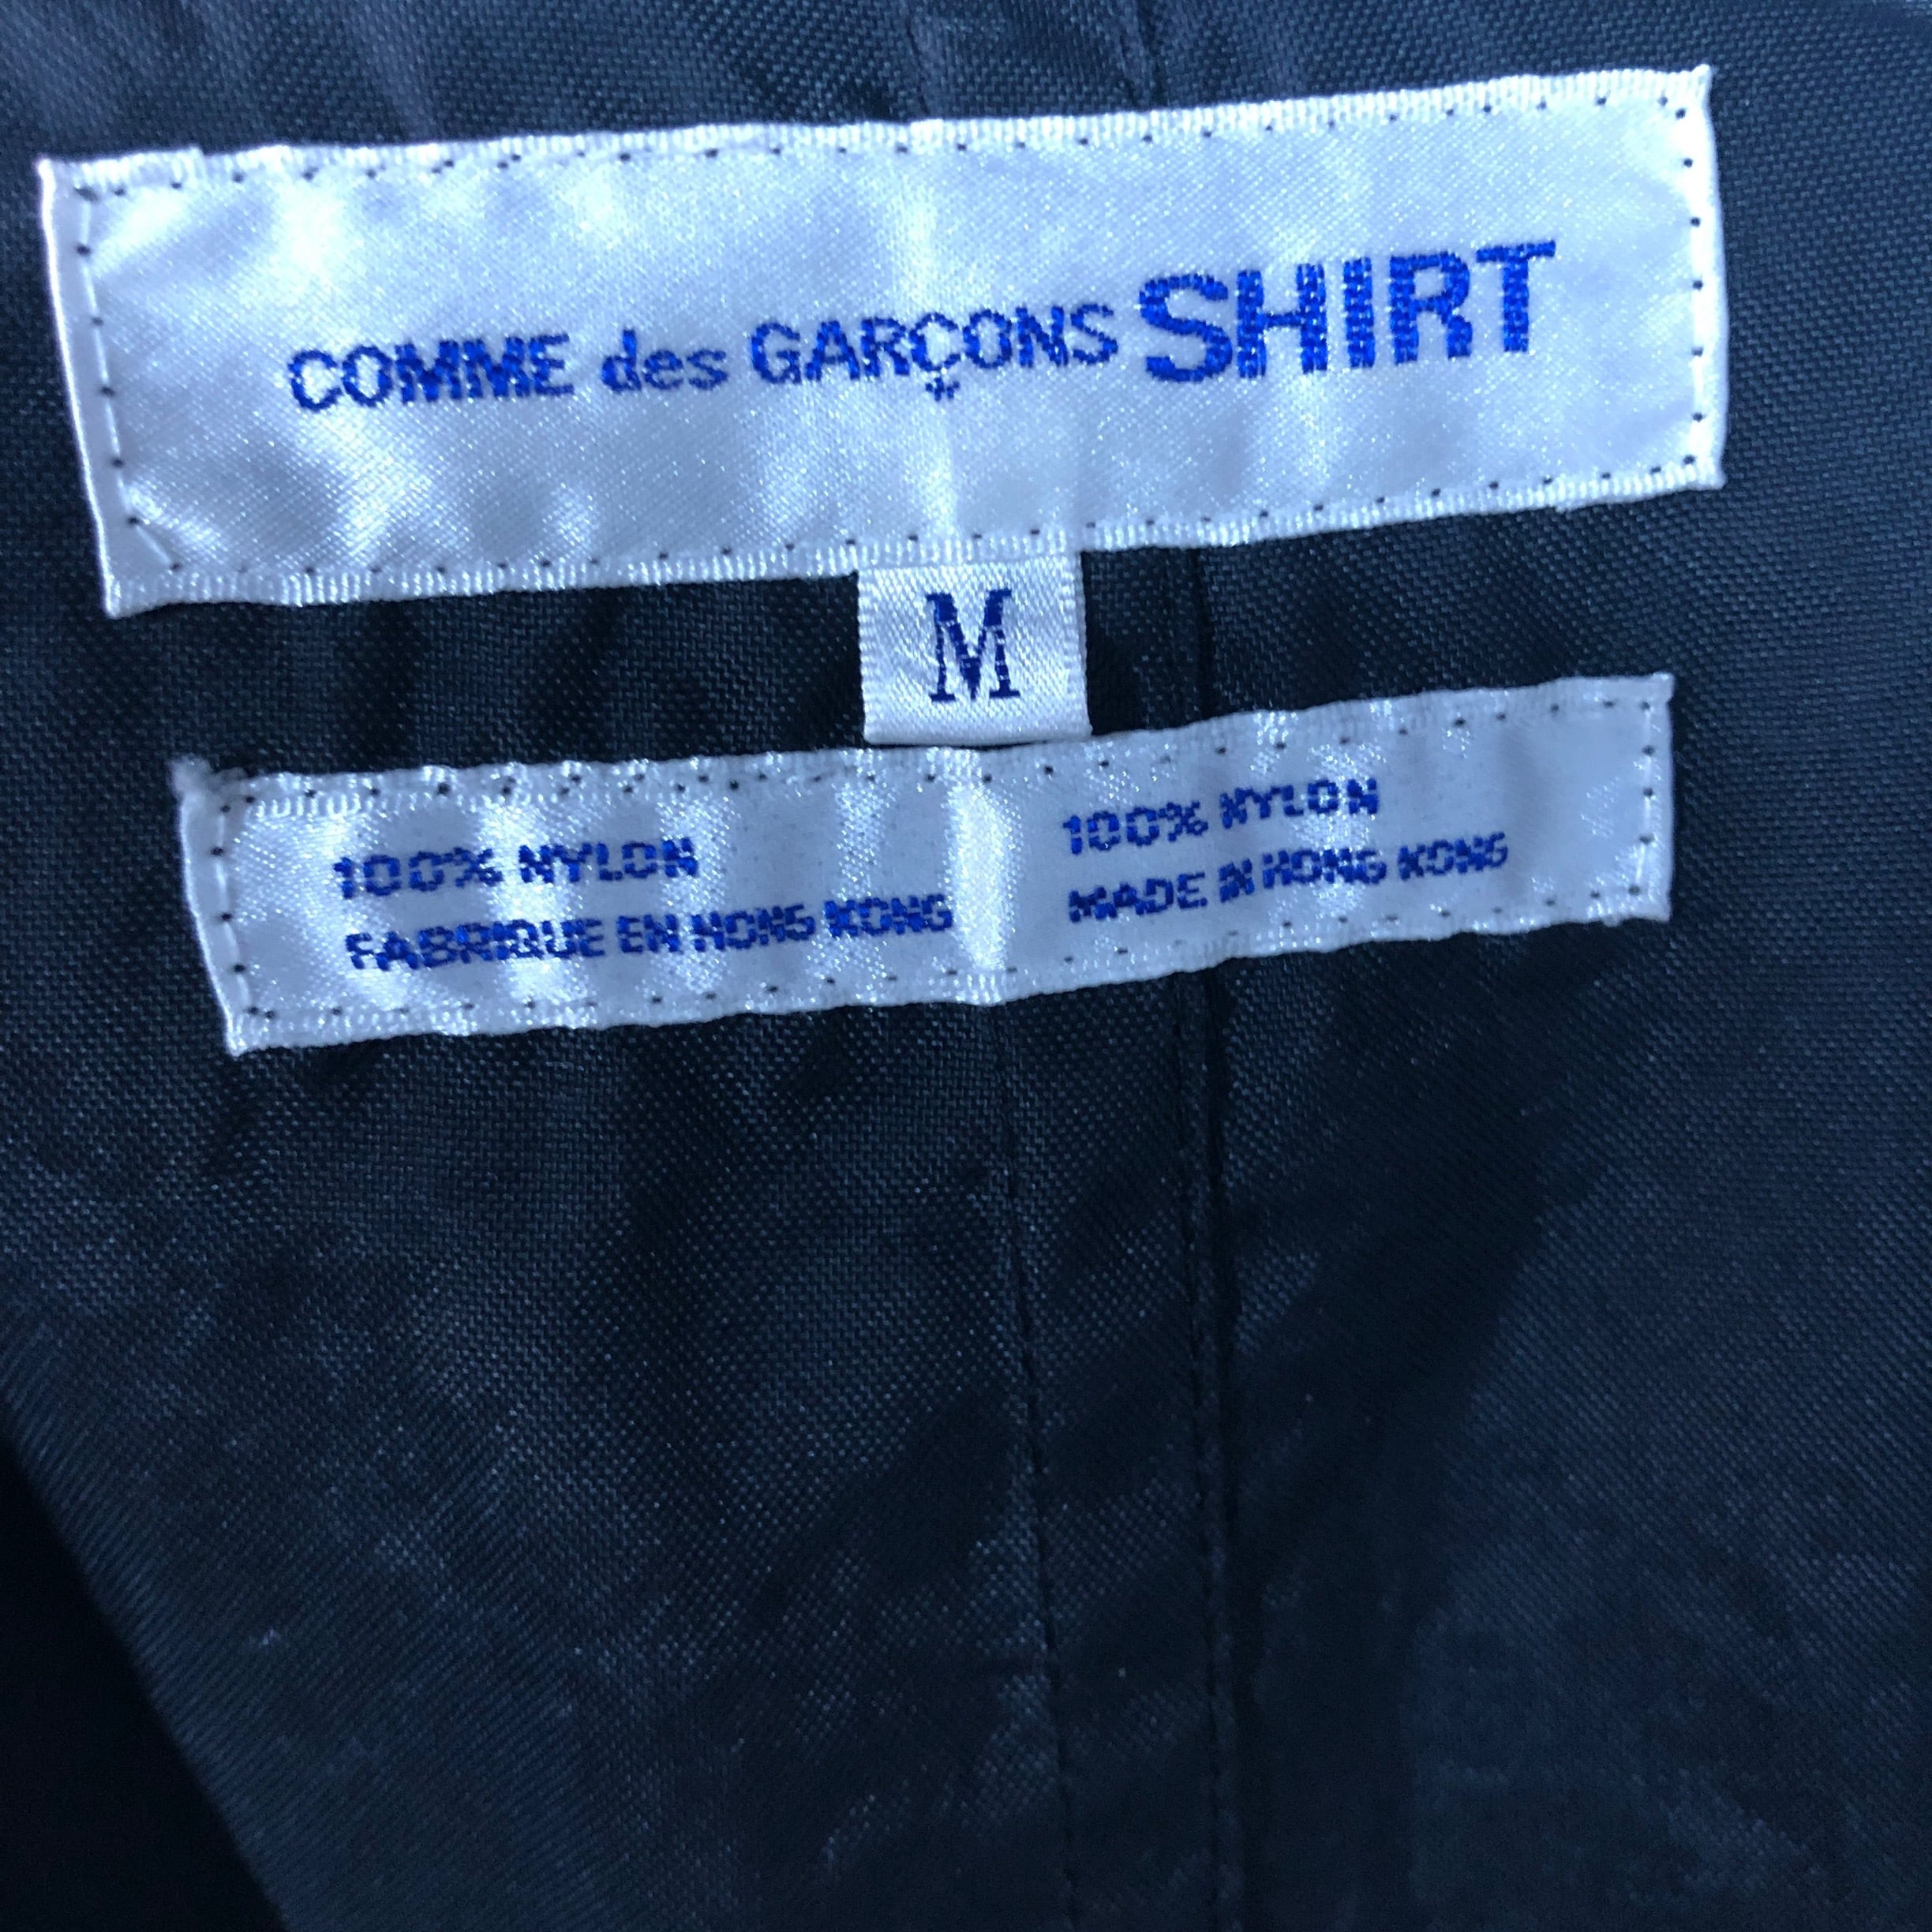 COMME des GARÇONS SHIRT
M
100% NYLON
FABRIQUE EN HONG KONG
100% NYLON
MADE IN HONG KONG